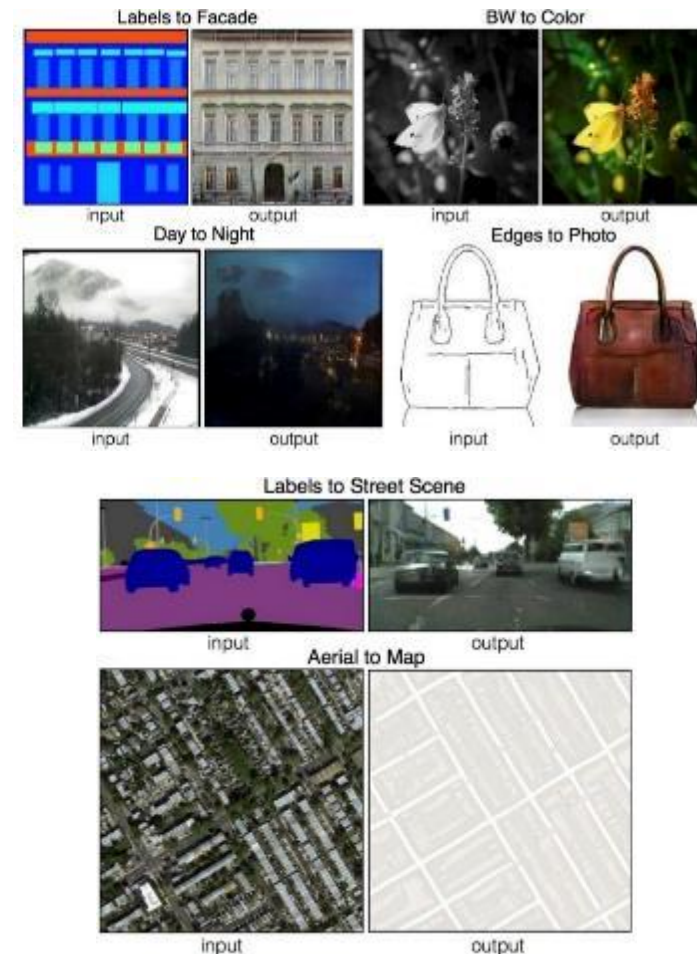 Labels to Facade
BW to Color
input
output
input
output
Day to Night
Edges to Photo
input
output
input
output
Labels to Street Scene
input
output
Aerial to Map
input
output